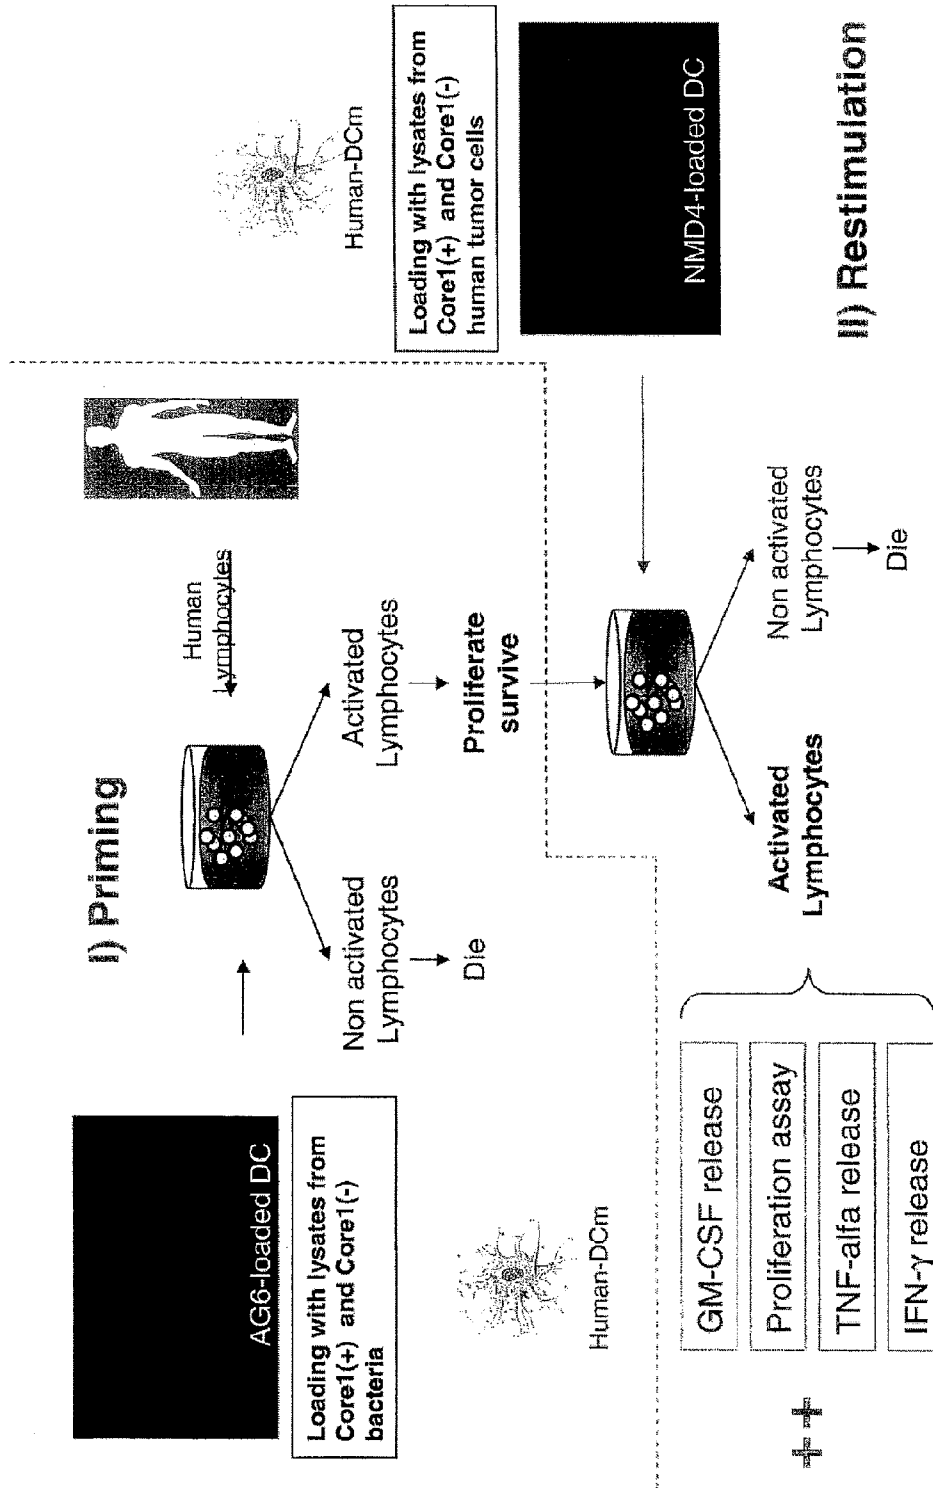 I) Priming
AG6-loaded DC
Loading with lysates from
Core1(+) and Core1(-)
bacteria
Human-DCm
Human
Lymphocytes
Non activated
Lymphocytes
Die
Activated
Lymphocytes
Proliferate
survive
Human-DCm
Loading with lysates from
Core1(+) and Core1(-)
human tumor cells
NMD4-loaded DC
II) Restimulation
Activated
Lymphocytes
Non activated
Lymphocytes
Die
GM-CSF release
Proliferation assay
TNF-alfa release
IFN-γ release
++